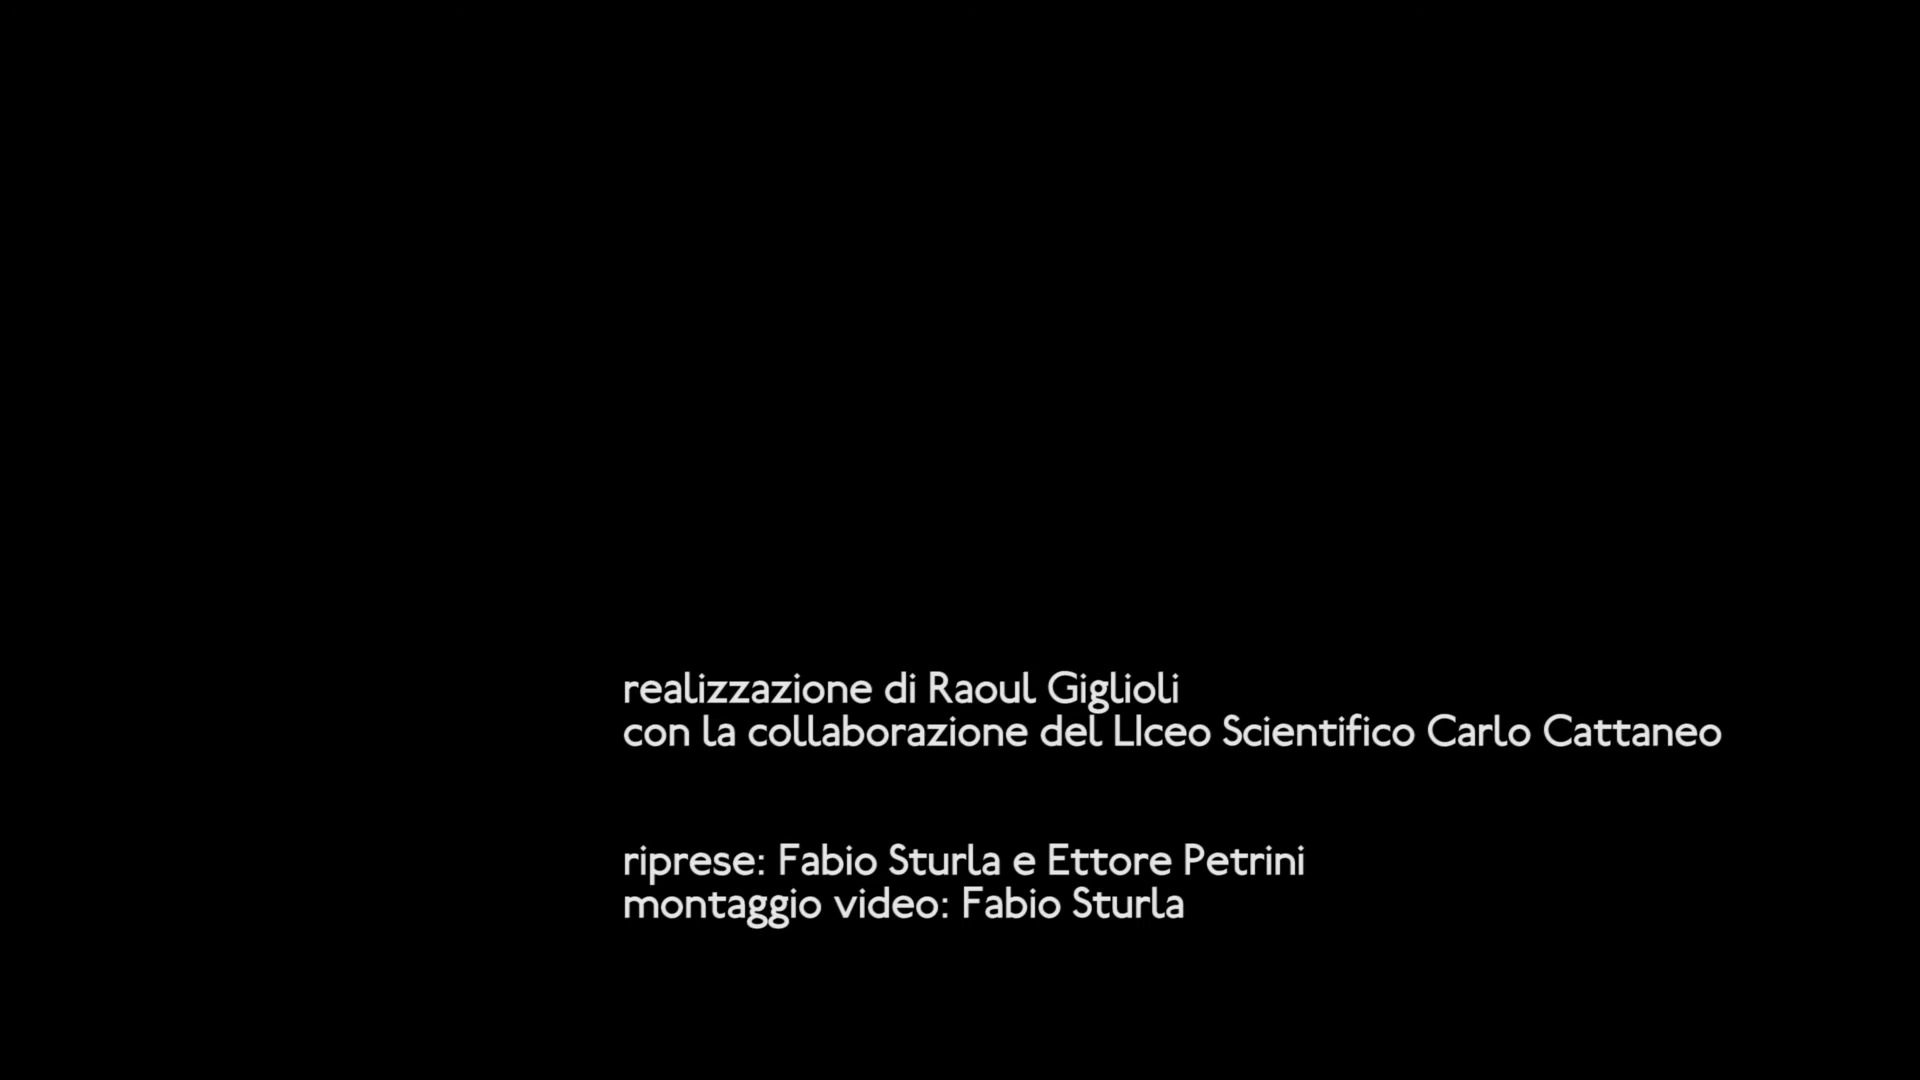 realizzazione di Raoul Giglioli
con la collaborazione del LIceo Scientifico Carlo Cattaneo
riprese: Fabio Sturla e Ettore Petrini
montaggio video: Fabio Sturla